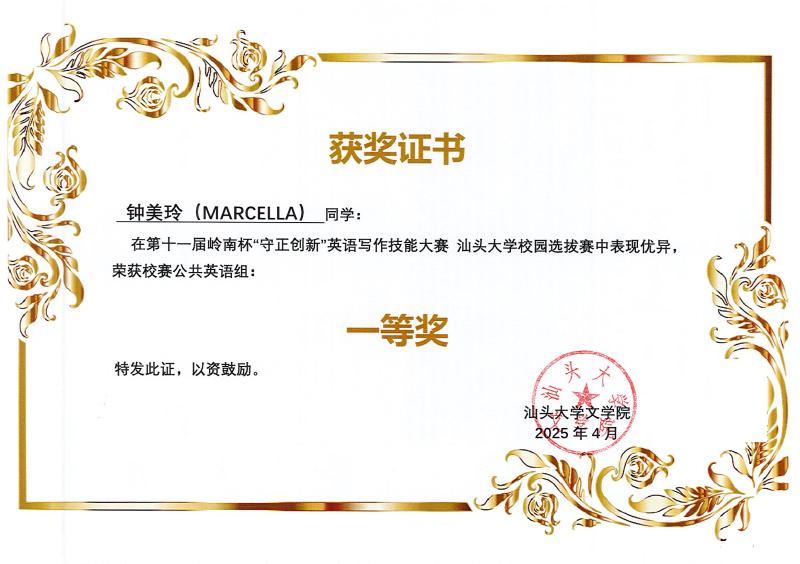 获奖证书
钟美玲（MARCELLA） 同学：
在第十一届岭南杯“守正创新”英语写作技能大赛 汕头大学校园选拔赛中表现优异，
荣获校赛公共英语组：
一等奖
特发此证，以资鼓励。
汕头大学文学院
汕头大学文学院
2025 年 4 月